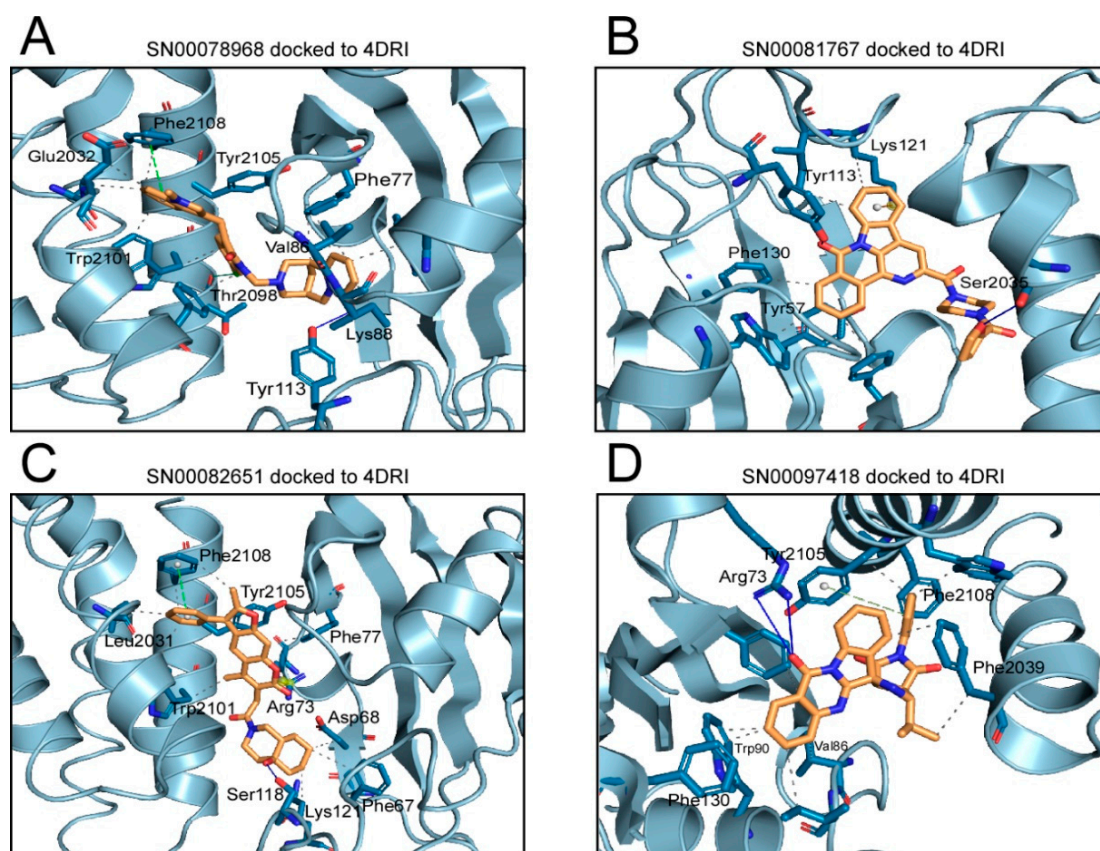 A
SN00078968 docked to 4DRI
Phe2108
Glu2032
Tyr2105
Phe77
Val86
Trp2101
Thr2098
Lys88
Tyr113
B
SN00081767 docked to 4DRI
Lys121
Tyr113
Phe130
Ser2035
Tyr57
C
SN00082651 docked to 4DRI
Phe2108
Tyr2105
Phe77
Leu2031
Arg73
Trp2101
Asp68
Ser118
Lys121
Phe67
D
SN00097418 docked to 4DRI
Tyr2105
Arg73
Phe2108
Phe2039
Trp90
Val86
Phe130